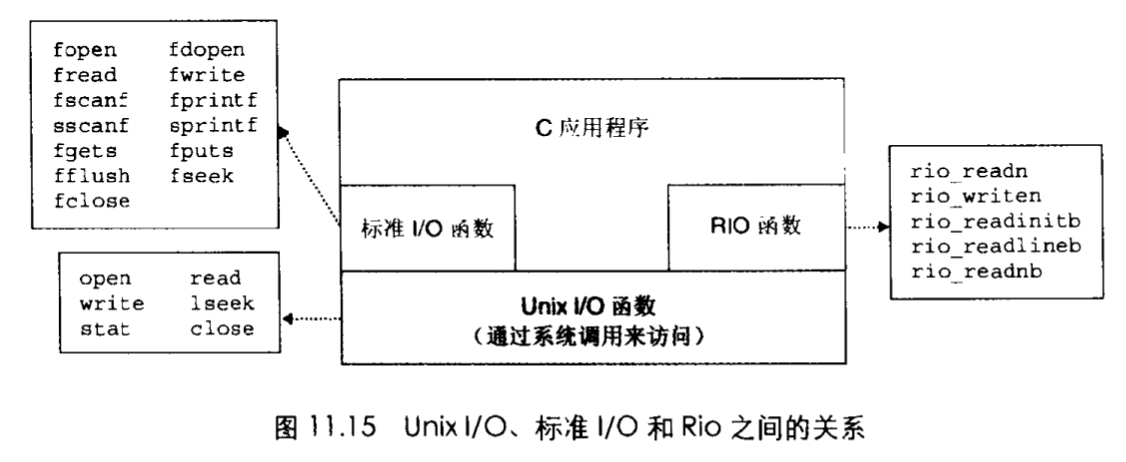 fopen fdopen
fread fwrite
fscanf fprintf
sscanf sprintf
fgets fputs
fflush fseek
fclose
C 应用程序
标准 I/O 函数
RIO 函数
rio_readn
rio_writen
rio_readinitb
rio_readlineb
rio_readnb
open read
write lseek
stat close
Unix I/O 函数
（通过系统调用来访问）
图 11.15 Unix I/O、标准 I/O 和 Rio 之间的关系